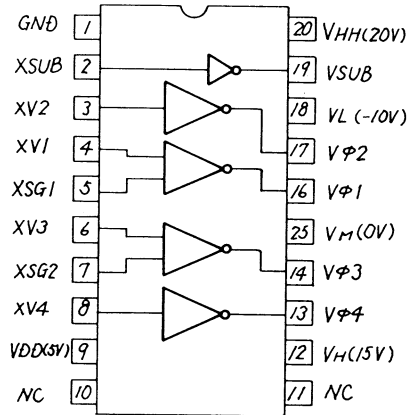 GND 1 20 VHH(20V)
XSUB 2 19 VSUB
XV2 3 18 VL(-10V)
XV1 4 17 VΦ2
XSG1 5 16 VΦ1
XV3 6 25 VM(0V)
XSG2 7 14 VΦ3
XV4 8 13 VΦ4
VDD(5V) 9 12 VH(15V)
NC 10 11 NC